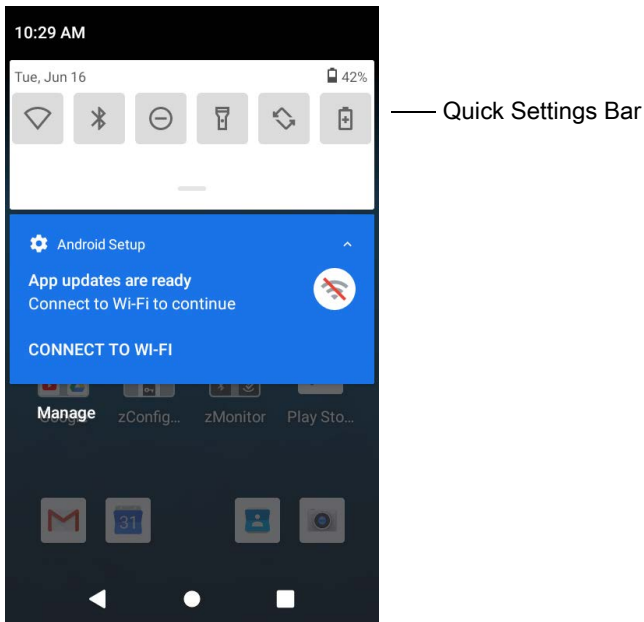 10:29 AM
Tue, Jun 16
42%
Quick Settings Bar
Android Setup
App updates are ready
Connect to Wi-Fi to continue
CONNECT TO WI-FI
Manage
zConfig...
zMonitor
Play Sto...
31